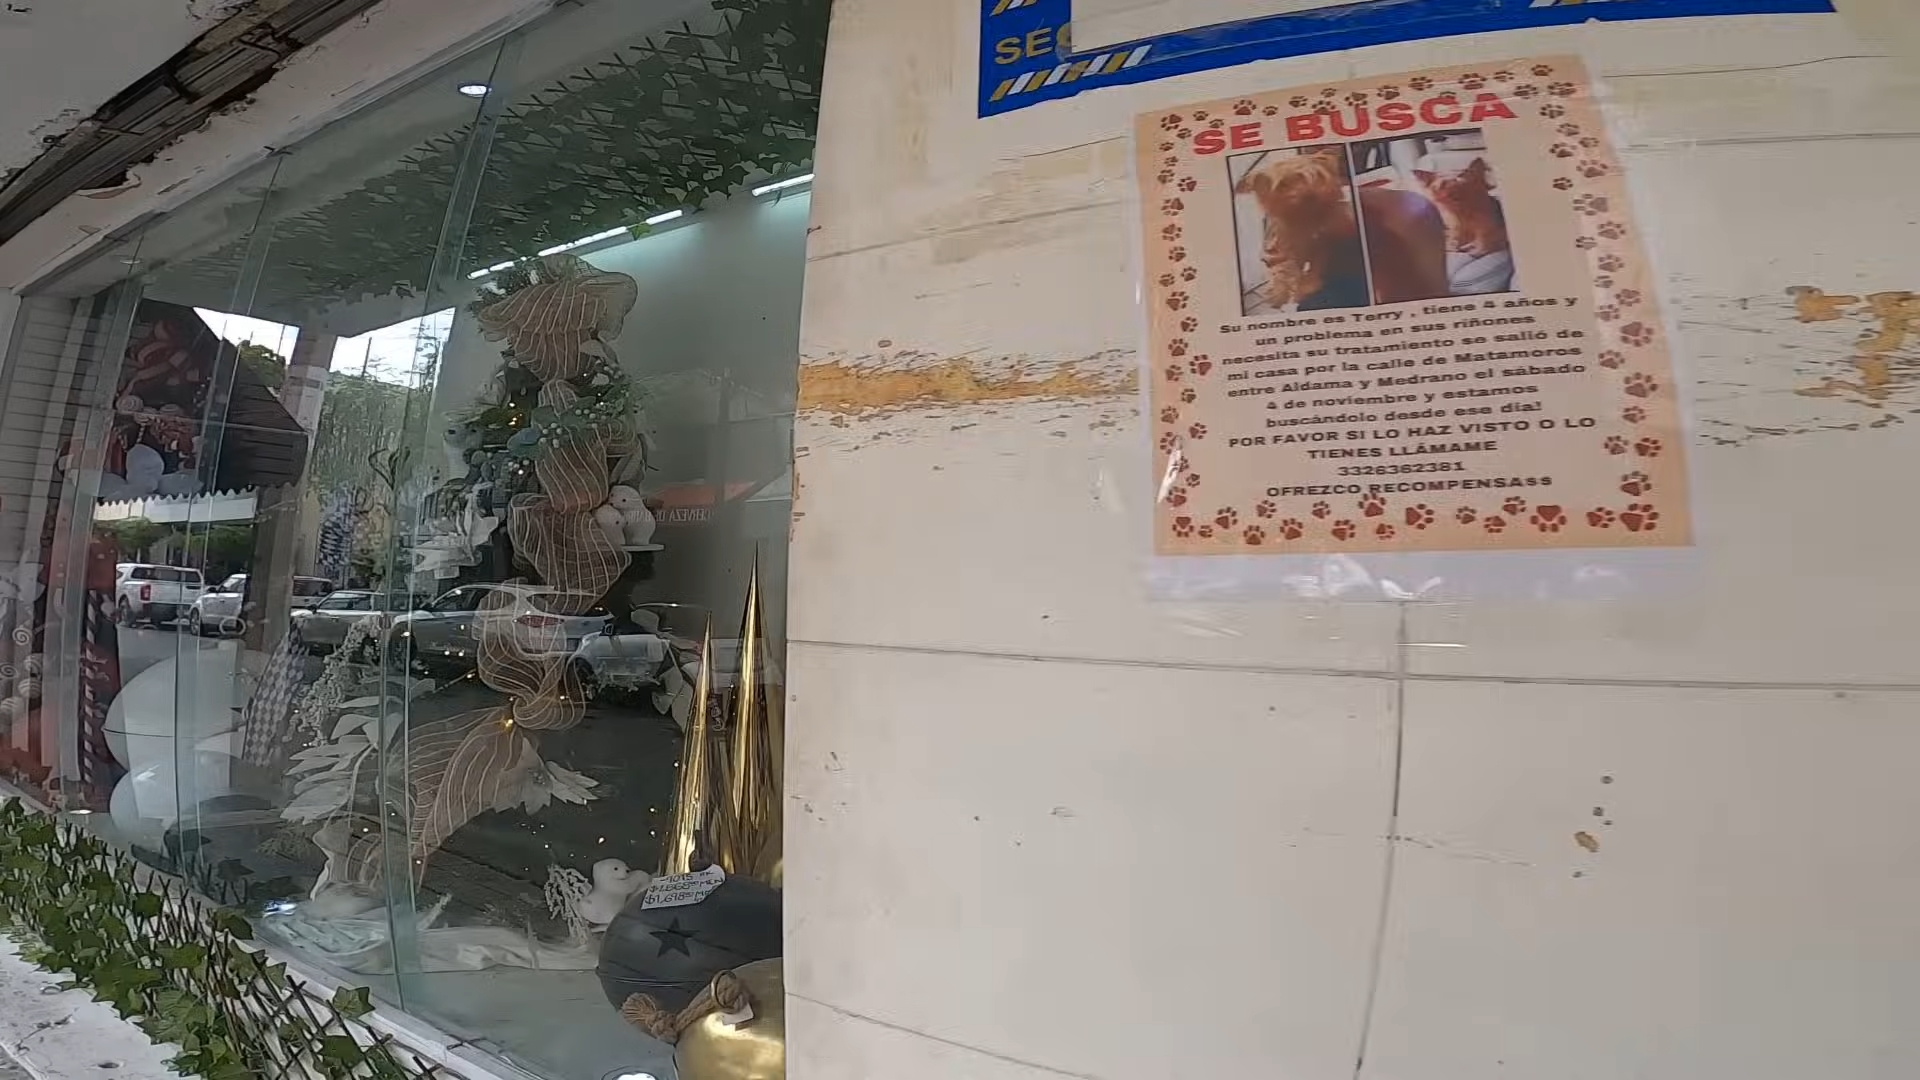 SE BUSCA
Su nombre es Terry , tiene 4 años y
un problema en sus riñones
necesita su tratamiento se salió de
mi casa por la calle de Matamoros
entre Aldama y Medrano el sábado
4 de noviembre y estamos
buscándolo desde ese día!
POR FAVOR SI LO HAZ VISTO O LO
TIENES LLÁMAME
3326362381
OFREZCO RECOMPENSA$$